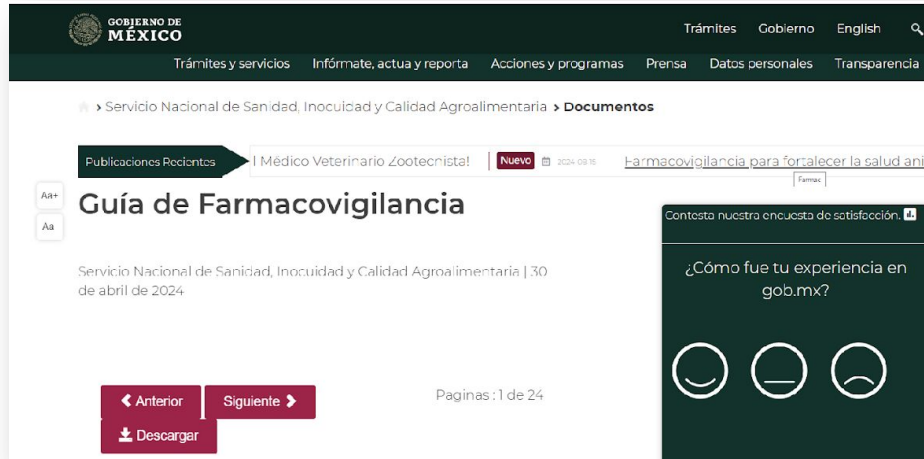 GOBIERNO DE
MÉXICO
Trámites Gobierno English
Trámites y servicios Infórmate, actua y reporta Acciones y programas Prensa Datos personales Transparencia
> Servicio Nacional de Sanidad, Inocuidad y Calidad Agroalimentaria > Documentos
Publicaciones Recientes l Médico Veterinario Zootecnista! Nuevo 2024-08-15 Farmacovigilancia para fortalecer la salud ani
Farmac
Aa+
Guía de Farmacovigilancia
Aa
Contesta nuestra encuesta de satisfacción.
Servicio Nacional de Sanidad, Inocuidad y Calidad Agroalimentaria | 30
de abril de 2024
¿Cómo fue tu experiencia en
gob.mx?
Anterior Siguiente Paginas : 1 de 24
Descargar